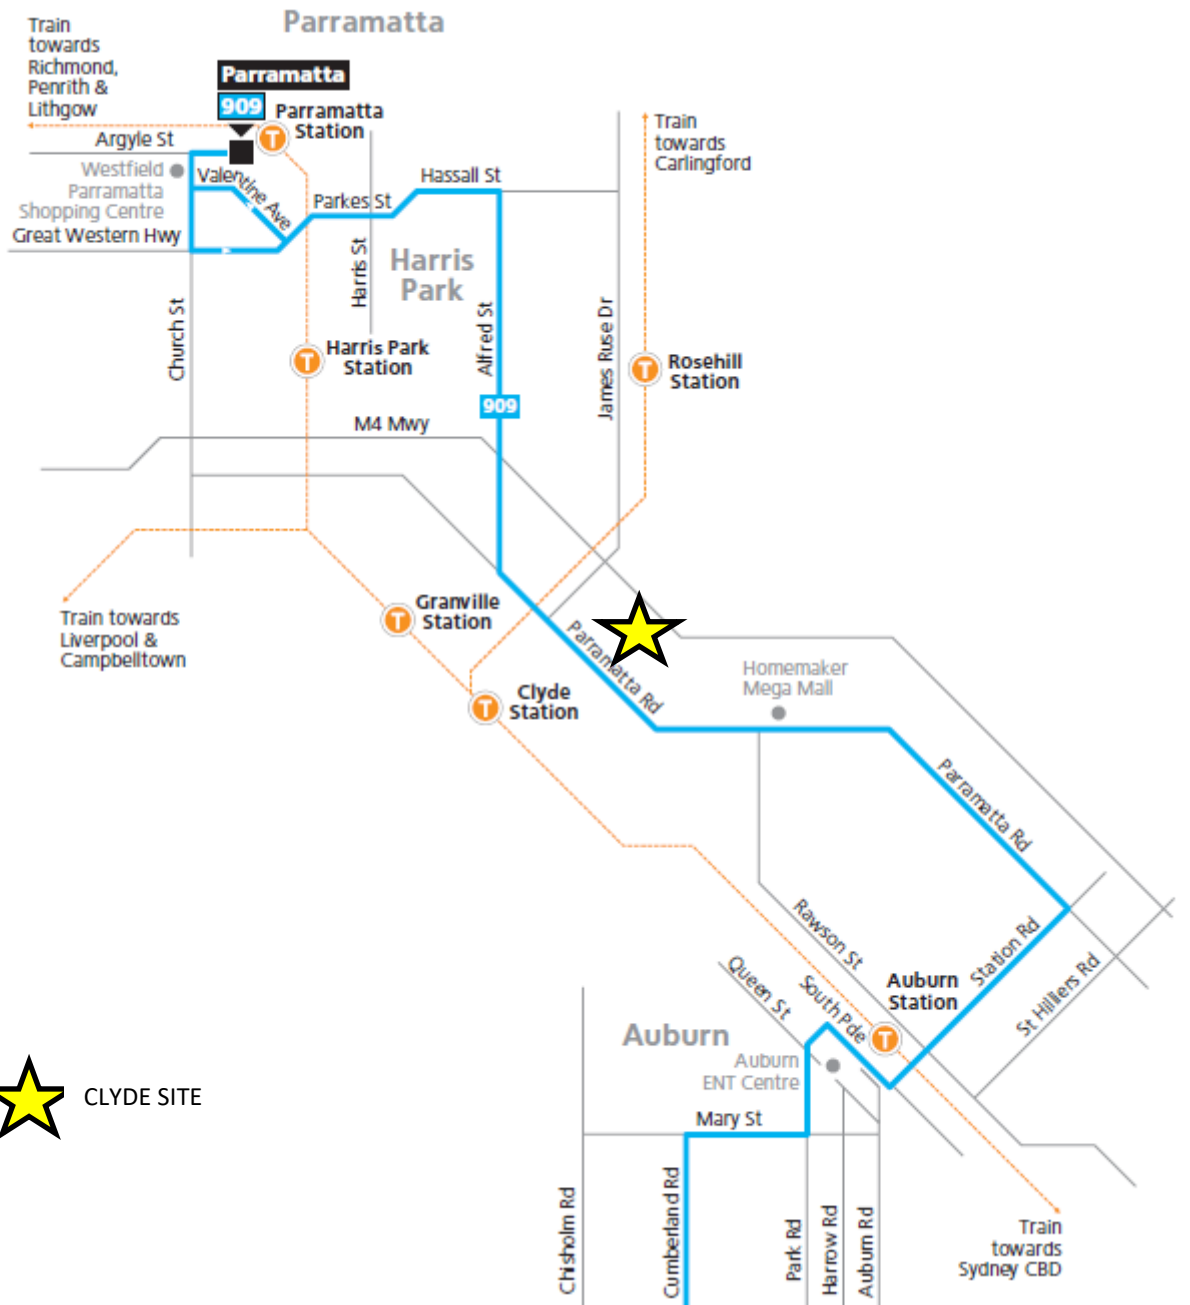 Parramatta
Train
towards
Richmond,
Penrith &
Lithgow
Parramatta
909
Parramatta
Station
Argyle St
Train
towards
Carlingford
Westfield
Parramatta
Shopping Centre
Valentine Ave
Hassall St
Parkes St
Great Western Hwy
Harris St
Harris
Park
Church St
Alfred St
James Ruse Dr
Harris Park
Station
Rosehill
Station
909
M4 Mwy
Granville
Station
Train towards
Liverpool &
Campbelltown
Parramatta Rd
Homemaker
Mega Mall
Clyde
Station
Parramatta Rd
Rawson St
Station Rd
Queen St
South Pde
Auburn
Station
St Hilliers Rd
Auburn
Auburn
ENT Centre
CLYDE SITE
Mary St
Chisholm Rd
Cumberland Rd
Park Rd
Harrow Rd
Auburn Rd
Train
towards
Sydney CBD
T
T
T
T
T
T